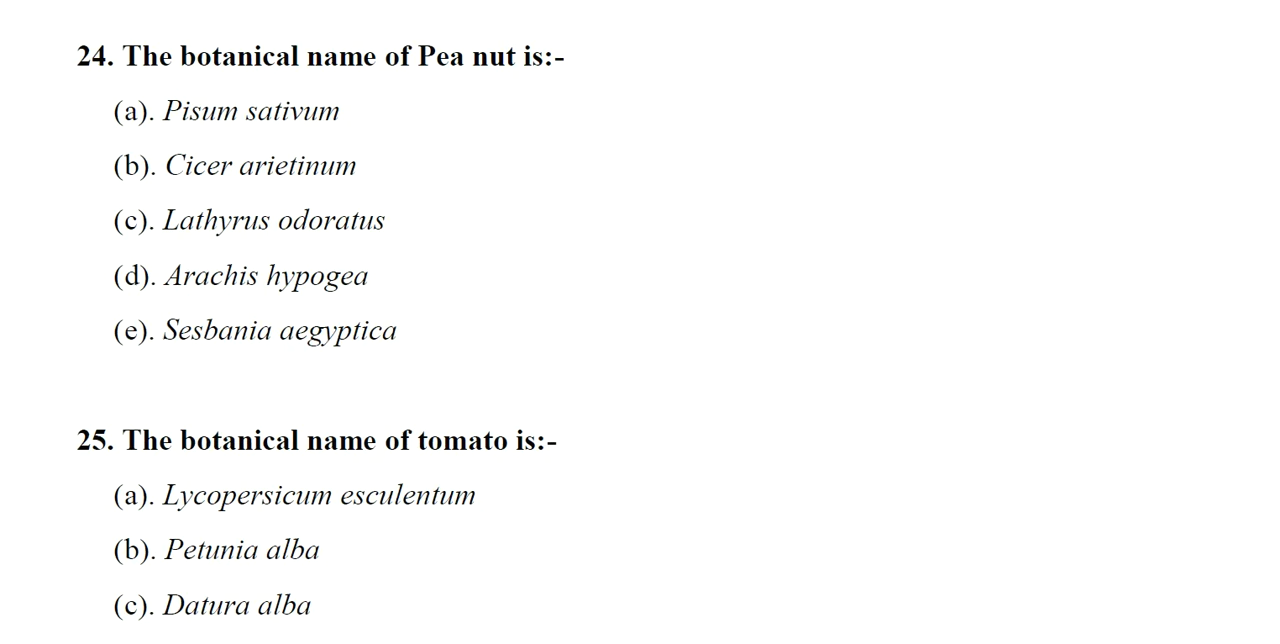 24. The botanical name of Pea nut is:-
(a). Pisum sativum
(b). Cicer arietinum
(c). Lathyrus odoratus
(d). Arachis hypogea
(e). Sesbania aegyptica
25. The botanical name of tomato is:-
(a). Lycopersicum esculentum
(b). Petunia alba
(c). Datura alba